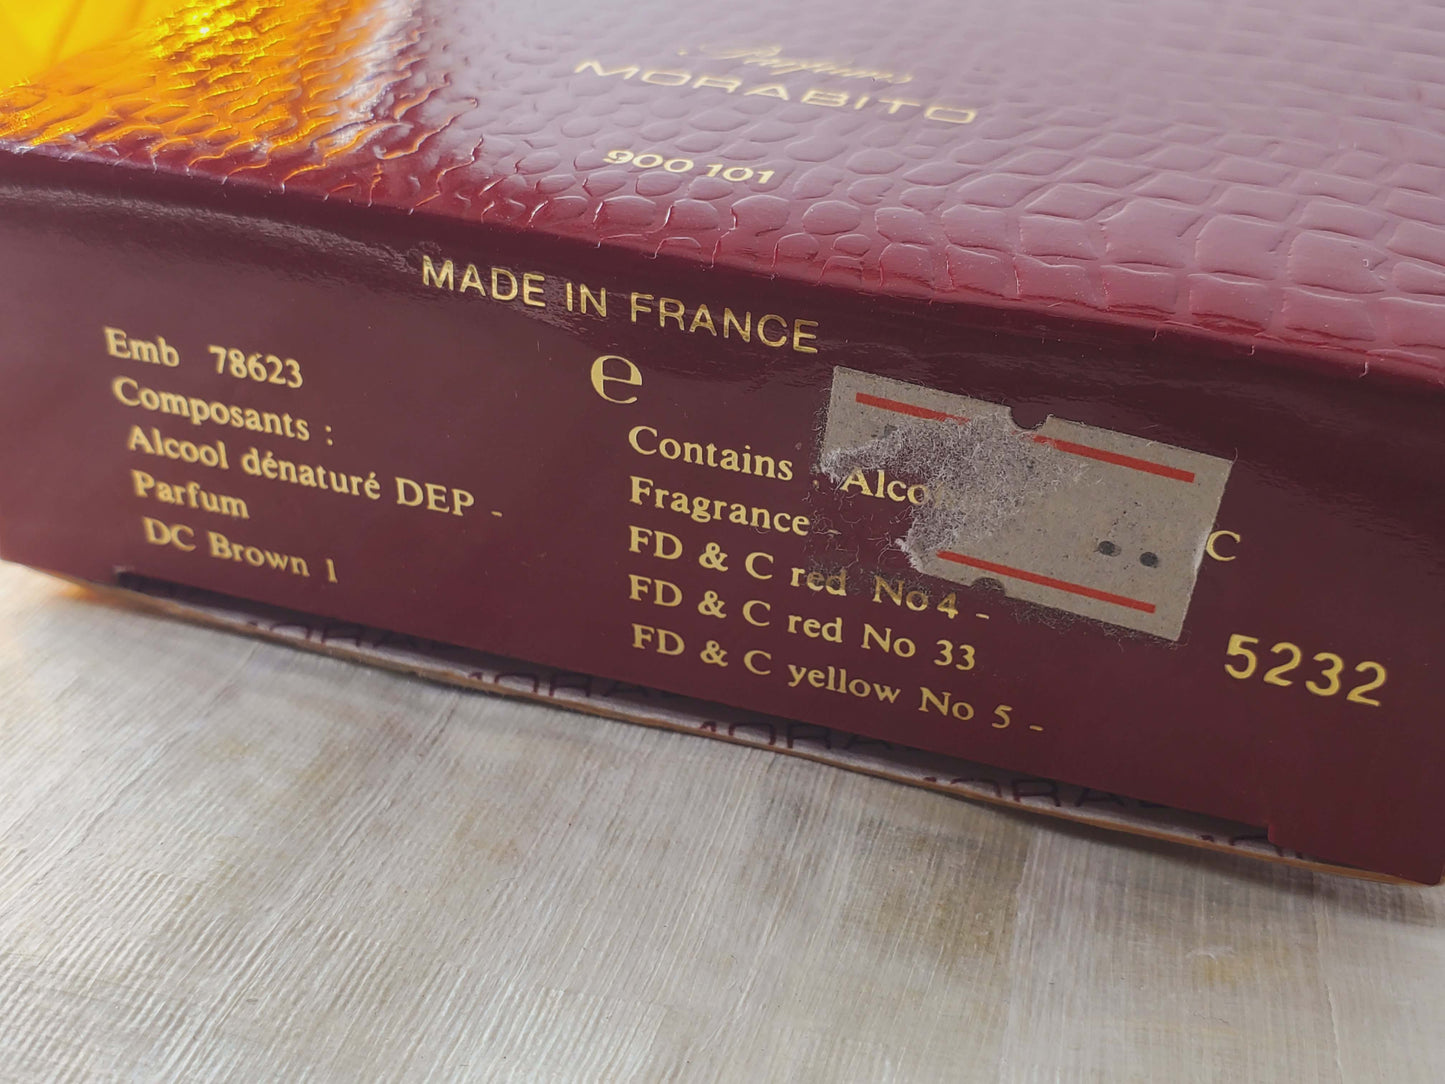 Parfums
MORABITO
900 101
MADE IN FRANCE
Emb 78623
Composants :
Alcool dénaturé DEP -
Parfum
DC Brown 1
e
Contains : Alco C
Fragrance -
FD & C red No 4 -
FD & C red No 33
FD & C yellow No 5 -
5232